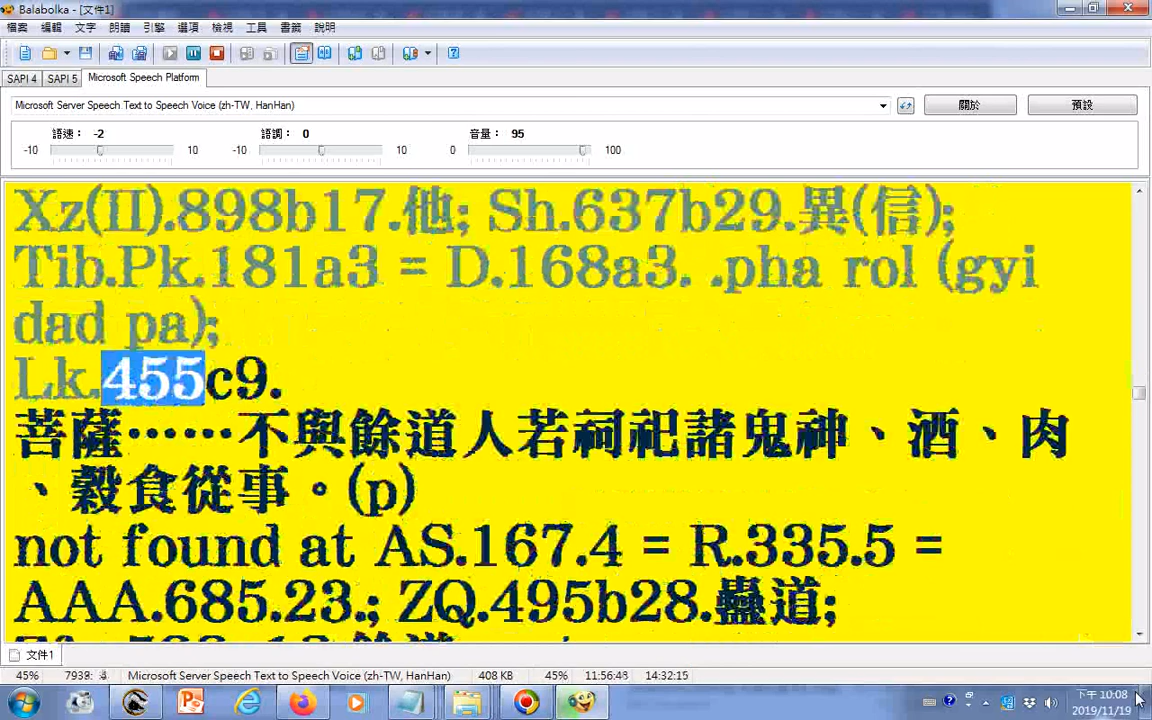 Balabolka - [文件1]
檔案 編輯 文字 朗讀 引擎 選項 檢視 工具 書籤 說明
SAPI 4 SAPI 5 Microsoft Speech Platform
Microsoft Server Speech Text to Speech Voice (zh-TW, HanHan) 關於 預設
語速： -2 語調： 0 音量： 95
-10 10 -10 10 0 100
Xz(II).898b17.他; Sh.637b29.異(信);
Tib.Pk.181a3 = D.168a3. .pha rol (gyi
dad pa);
Lk.455c9.
菩薩⋯⋯不與餘道人若祠祀諸鬼神、酒、肉
、穀食從事。(p)
not found at AS.167.4 = R.335.5 =
AAA.685.23.; ZQ.495b28.蠱道;
文件1
45% Microsoft Server Speech Text to Speech Voice (zh-TW, HanHan) 408 KB 45% 11:56:43 14:32:15
下午 10:08
2019/11/19